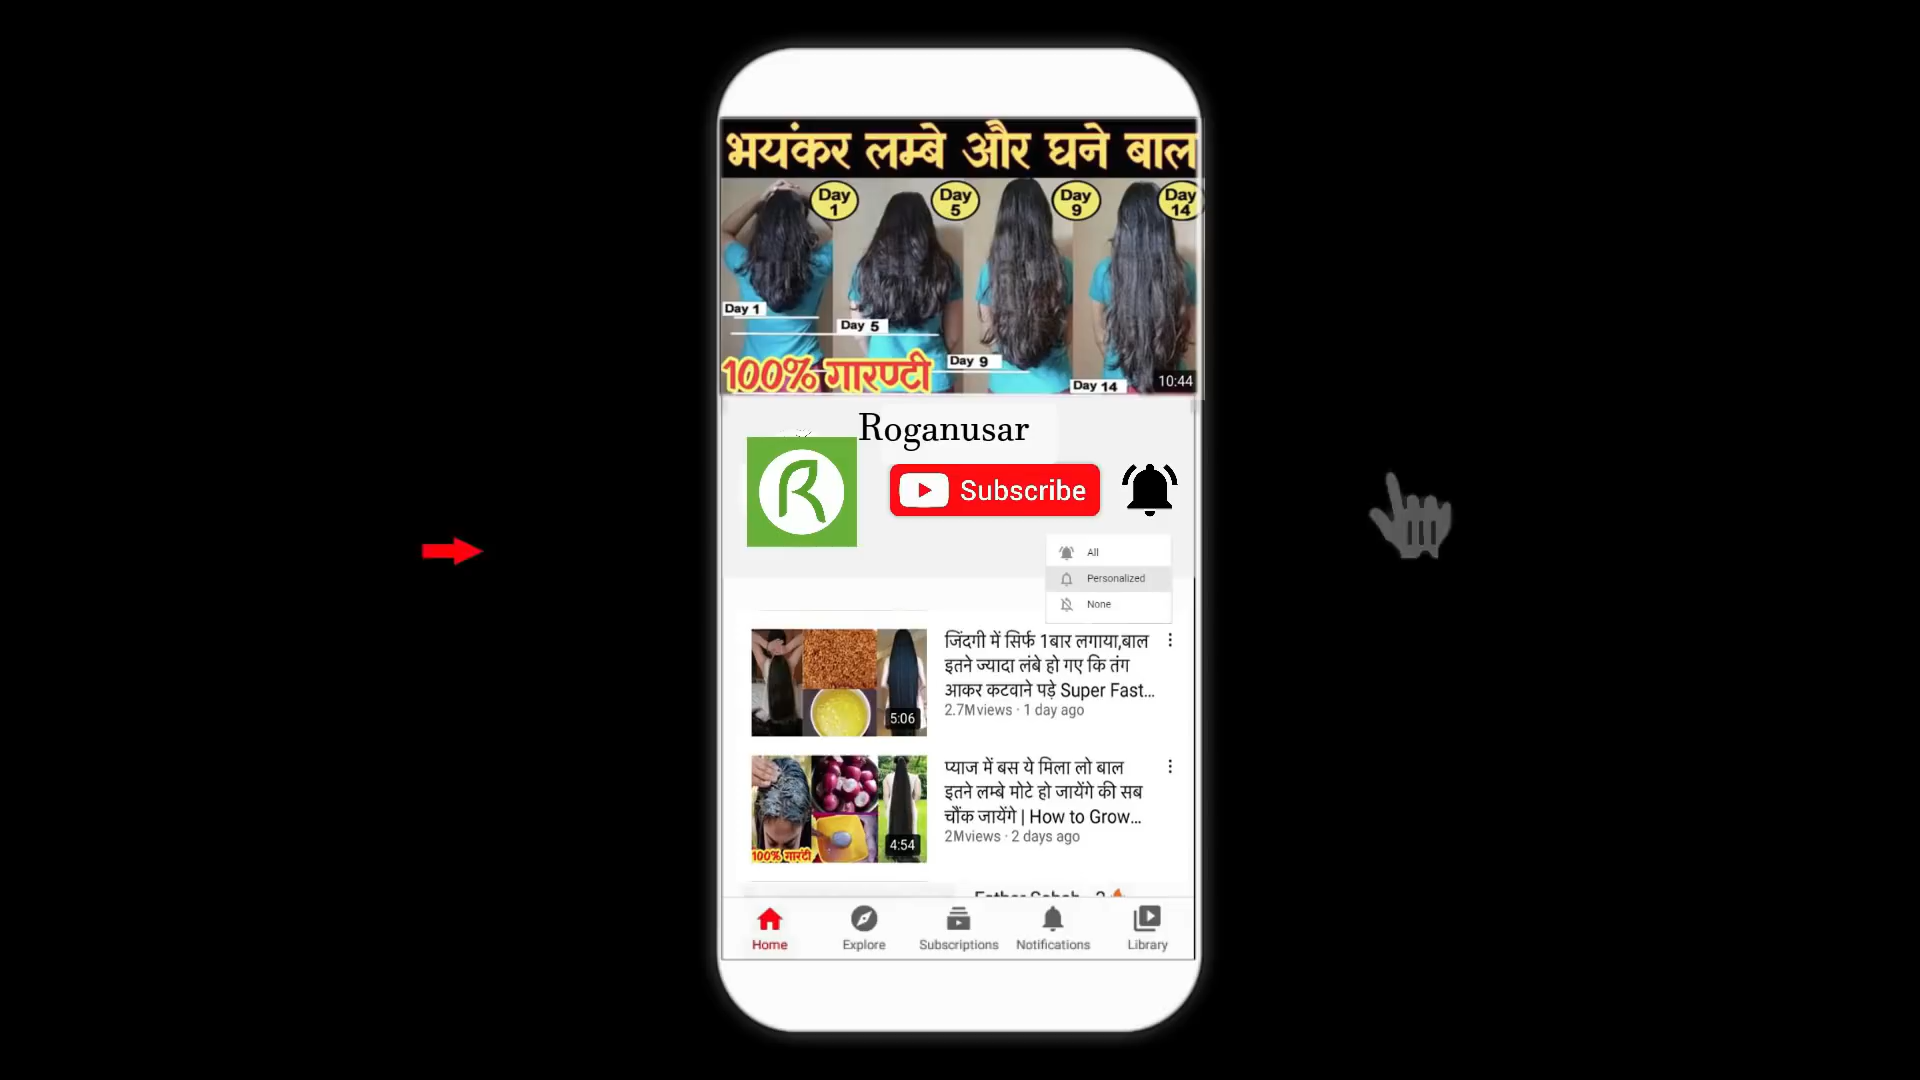 भयंकर लम्बे और घने बाल
Day 1
Day 5
Day 9
Day 14
Day 1
Day 5
Day 9
Day 14
100% गारण्टी
10:44
Roganusar
Subscribe
All
Personalized
None
जिंदगी में सिर्फ 1बार लगाया,बाल
इतने ज्यादा लंबे हो गए कि तंग
आकर कटवाने पड़े Super Fast...
2.7Mviews · 1 day ago
5:06
प्याज में बस ये मिला लो बाल
इतने लम्बे मोटे हो जायेंगे की सब
चौंक जायेंगे | How to Grow...
2Mviews · 2 days ago
100% गारंटी
4:54
Home
Explore
Subscriptions
Notifications
Library